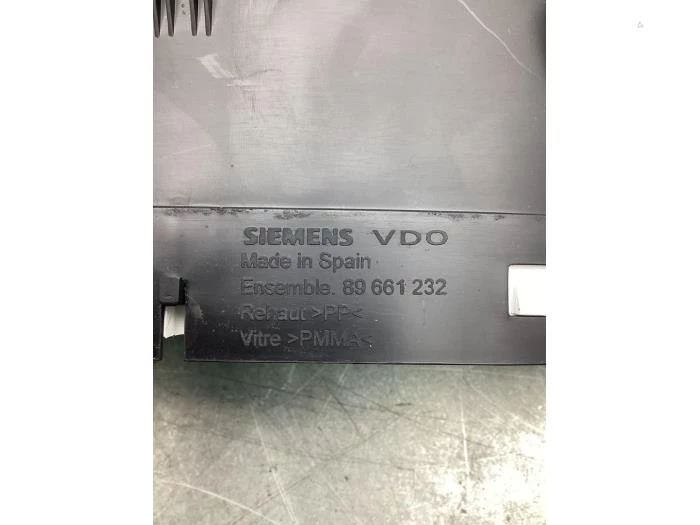 SIEMENS VDO
Made in Spain
Ensemble. 89 661 232
Rehaut >PP<
Vitre >PMMA<